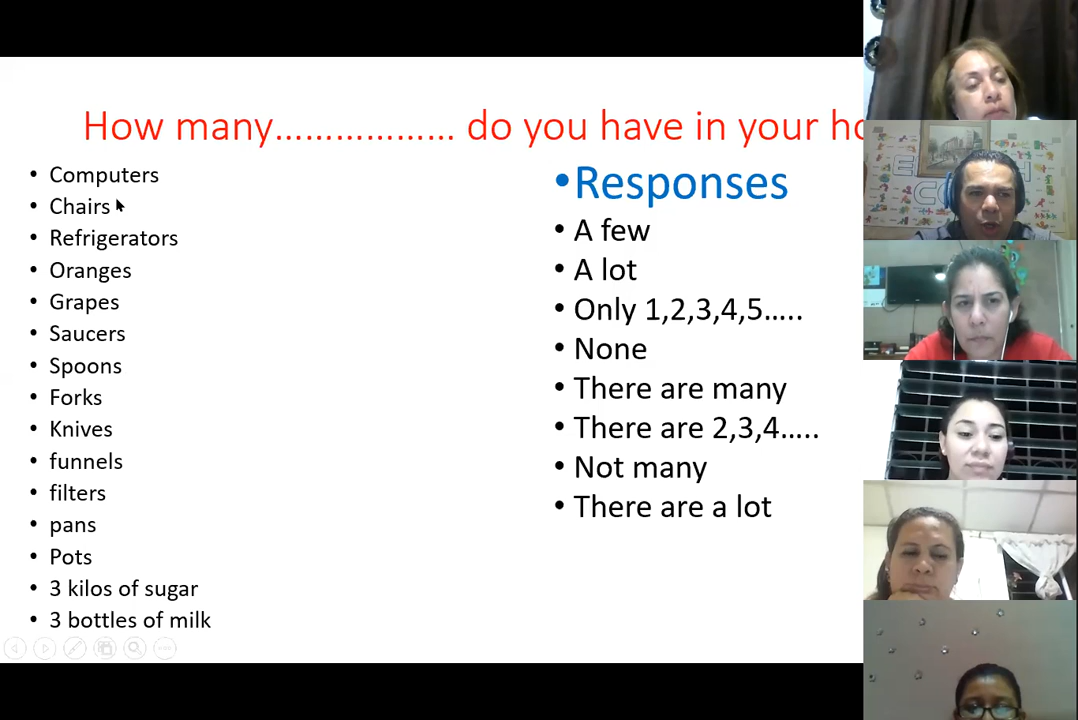 How many……………… do you have in your ho
• Computers
• Chairs
• Refrigerators
• Oranges
• Grapes
• Saucers
• Spoons
• Forks
• Knives
• funnels
• filters
• pans
• Pots
• 3 kilos of sugar
• 3 bottles of milk
• Responses
• A few
• A lot
• Only 1,2,3,4,5…..
• None
• There are many
• There are 2,3,4…..
• Not many
• There are a lot